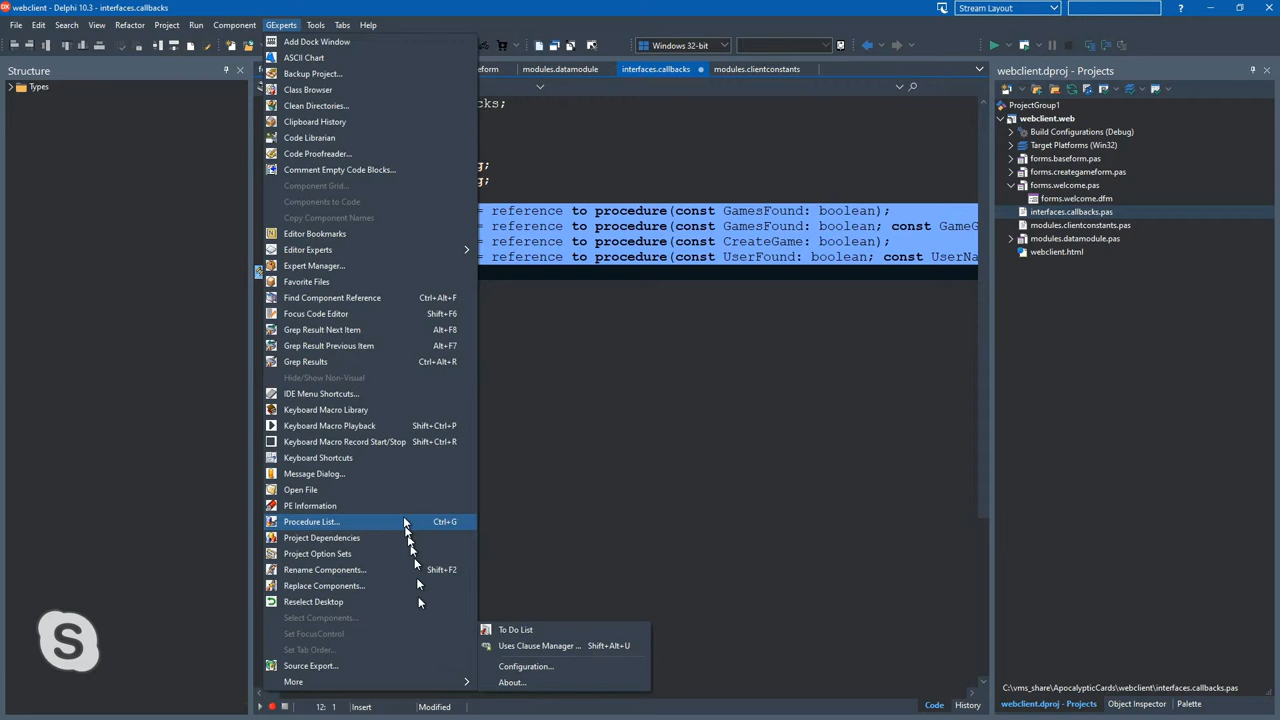 webclient - Delphi 10.3 - interfaces.callbacks
Stream Layout
File Edit Search View Refactor Project Run Component GExperts Tools Tabs Help
Windows 32-bit
Structure
Types
eform modules.datamodule interfaces.callbacks modules.clientconstants
cks;
g;
g;
= reference to procedure(const GamesFound: boolean);
= reference to procedure(const GamesFound: boolean; const GameG
= reference to procedure(const CreateGame: boolean);
= reference to procedure(const UserFound: boolean; const UserNa
Add Dock Window
ASCII Chart
Backup Project...
Class Browser
Clean Directories...
Clipboard History
Code Librarian
Code Proofreader...
Comment Empty Code Blocks...
Component Grid...
Components to Code
Copy Component Names
Editor Bookmarks
Editor Experts
Expert Manager...
Favorite Files
Find Component Reference Ctrl+Alt+F
Focus Code Editor Shift+F6
Grep Result Next Item Alt+F8
Grep Result Previous Item Alt+F7
Grep Results Ctrl+Alt+R
Hide/Show Non-Visual
IDE Menu Shortcuts...
Keyboard Macro Library
Keyboard Macro Playback Shift+Ctrl+P
Keyboard Macro Record Start/Stop Shift+Ctrl+R
Keyboard Shortcuts
Message Dialog...
Open File
PE Information
Procedure List... Ctrl+G
Project Dependencies
Project Option Sets
Rename Components... Shift+F2
Replace Components...
Reselect Desktop
Select Components...
Set FocusControl
Set Tab Order...
Source Export...
More
To Do List
Uses Clause Manager ... Shift+Alt+U
Configuration...
About...
webclient.dproj - Projects
ProjectGroup1
webclient.web
Build Configurations (Debug)
Target Platforms (Win32)
forms.baseform.pas
forms.creategameform.pas
forms.welcome.pas
forms.welcome.dfm
interfaces.callbacks.pas
modules.clientconstants.pas
modules.datamodule.pas
webclient.html
C:\vms_share\ApocalypticCards\webclient\interfaces.callbacks.pas
webclient.dproj - Projects Object Inspector Palette
12: 1 Insert Modified Code History
S